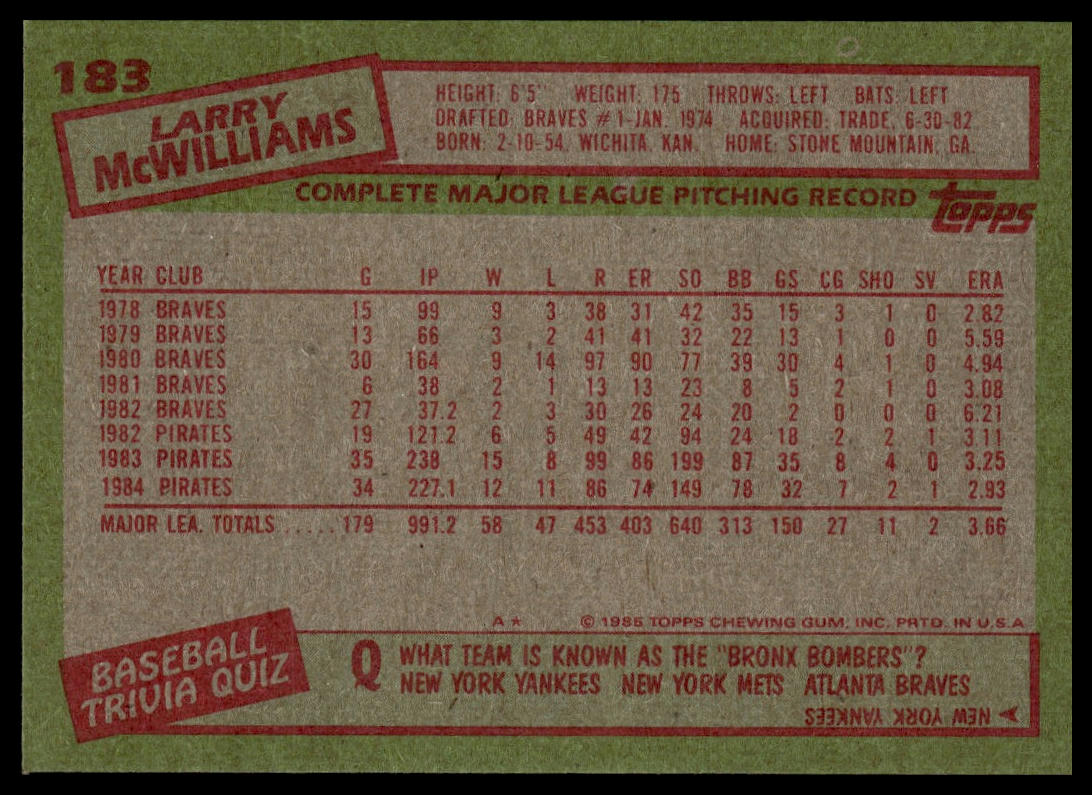 183
LARRY
McWILLIAMS
HEIGHT: 6'5" WEIGHT: 175 THROWS: LEFT BATS: LEFT
DRAFTED: BRAVES #1-JAN. 1974 ACQUIRED: TRADE, 6-30-82
BORN: 2-10-54, WICHITA, KAN. HOME: STONE MOUNTAIN, GA.
COMPLETE MAJOR LEAGUE PITCHING RECORD
topps
YEAR CLUB G IP W L R ER SO BB GS CG SHO SV ERA
1978 BRAVES 15 99 9 3 38 31 42 35 15 3 1 0 2.82
1979 BRAVES 13 66 3 2 41 41 32 22 13 1 0 0 5.59
1980 BRAVES 30 164 9 14 97 90 77 39 30 4 1 0 4.94
1981 BRAVES 6 38 2 1 13 13 23 8 5 2 1 0 3.08
1982 BRAVES 27 37.2 2 3 30 26 24 20 2 0 0 0 6.21
1982 PIRATES 19 121.2 6 5 49 42 94 24 18 2 2 1 3.11
1983 PIRATES 35 238 15 8 99 86 199 87 35 8 4 0 3.25
1984 PIRATES 34 227.1 12 11 86 74 149 78 32 7 2 1 2.93
MAJOR LEA. TOTALS ..... 179 991.2 58 47 453 403 640 313 150 27 11 2 3.66
A* © 1985 TOPPS CHEWING GUM, INC. PRTD. IN U.S.A.
BASEBALL
TRIVIA QUIZ
Q WHAT TEAM IS KNOWN AS THE "BRONX BOMBERS"?
NEW YORK YANKEES NEW YORK METS ATLANTA BRAVES
NEW YORK YANKEES